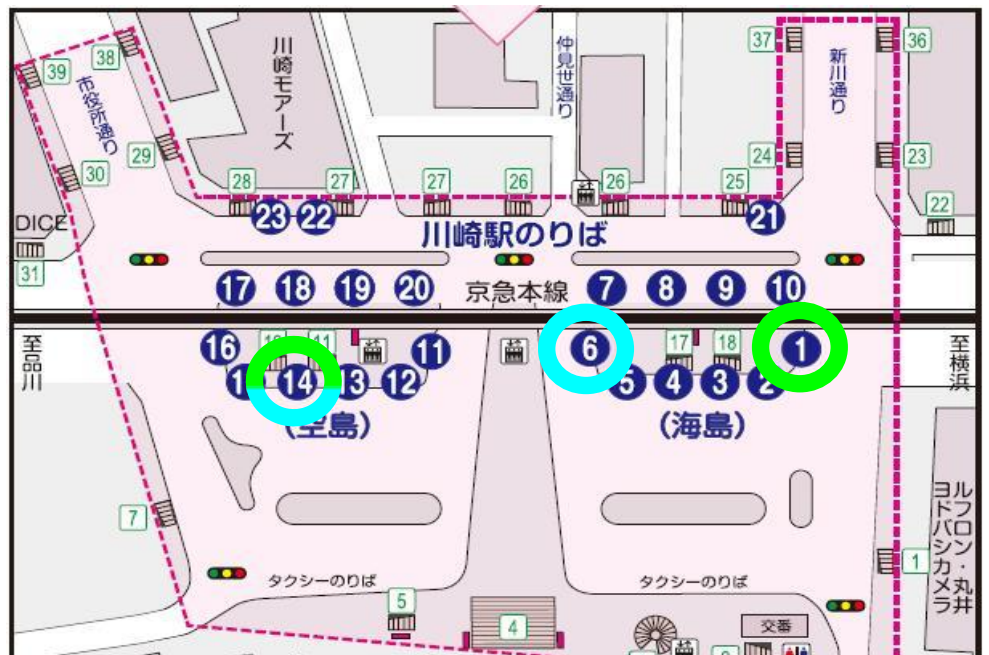 37
36
38
39
川崎モアーズ
仲見世通り
新川通り
市役所通り
29
24
23
30
28
27
27
26
26
25
22
DICE
23
22
21
川崎駅のりば
31
17
18
19
20
京急本線
7
8
9
10
至品川
16
11
11
6
17
18
1
至横浜
14
13
12
5
4
3
2
(空島)
(海島)
ルフロン・丸井
ヨドバシカメラ
7
1
タクシーのりば
タクシーのりば
5
4
交番